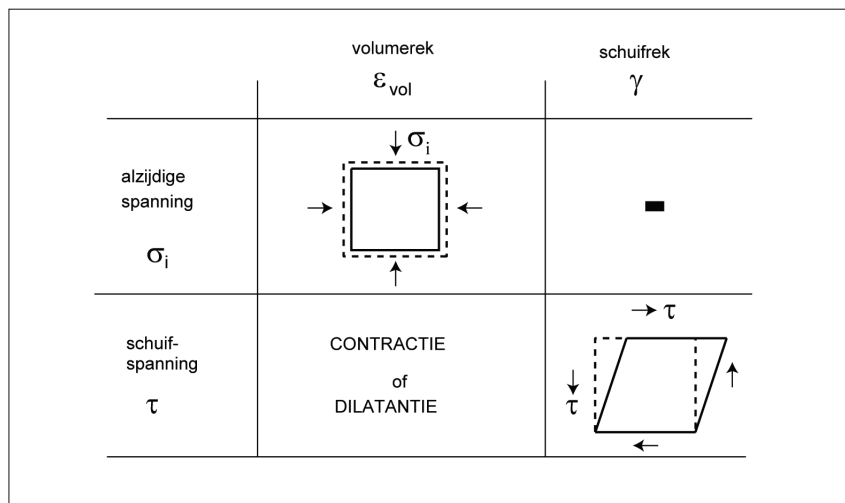 volumerek
ε vol
schuifrek
γ
alzijdige
spanning
σi
σi
schuif-
spanning
τ
CONTRACTIE
of
DILATANTIE
τ
τ